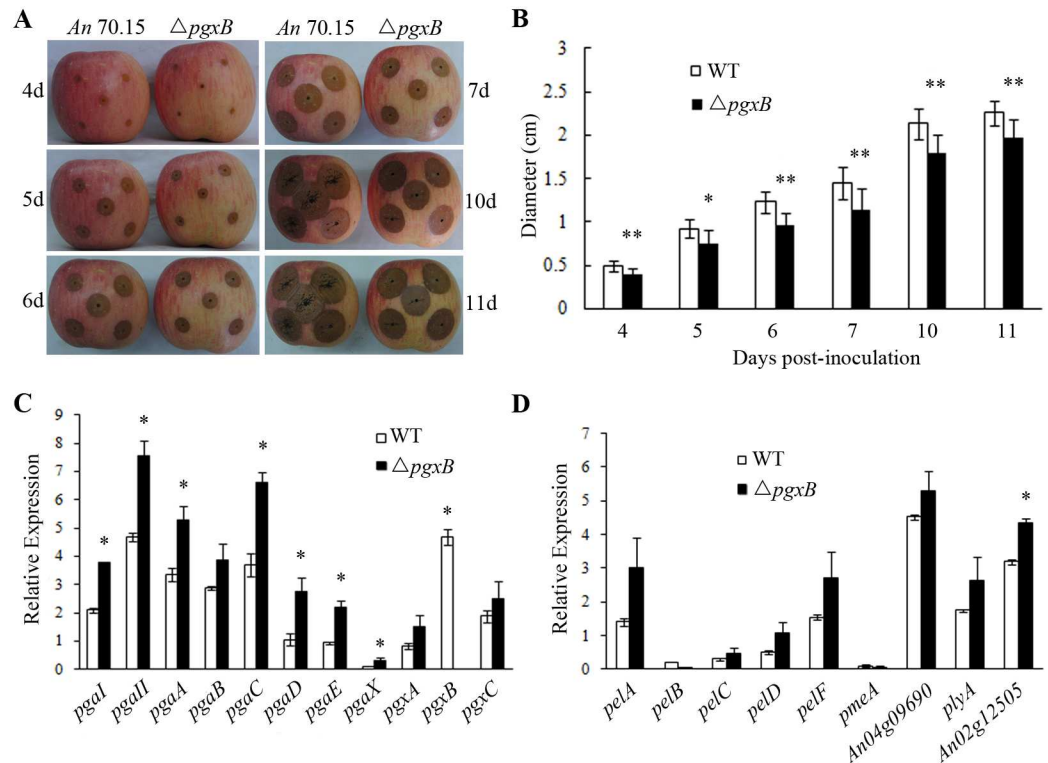 A
An 70.15 △pgxB An 70.15 △pgxB
4d
7d
5d
10d
6d
11d
B
Diameter (cm)
3
2.5
2
1.5
1
0.5
0
WT
△pgxB
** * ** ** ** **
4 5 6 7 10 11
Days post-inoculation
C
Relative Expression
9
8
7
6
5
4
3
2
1
0
WT
△pgxB
* * * * * * * *
pgaI pgaII pgaA pgaB pgaC pgaD pgaE pgaX pgxA pgxB pgxC
D
Relative Expression
7
6
5
4
3
2
1
0
WT
△pgxB
*
pelA pelB pelC pelD pelF pmeA An04g09690 plyA An02g12505